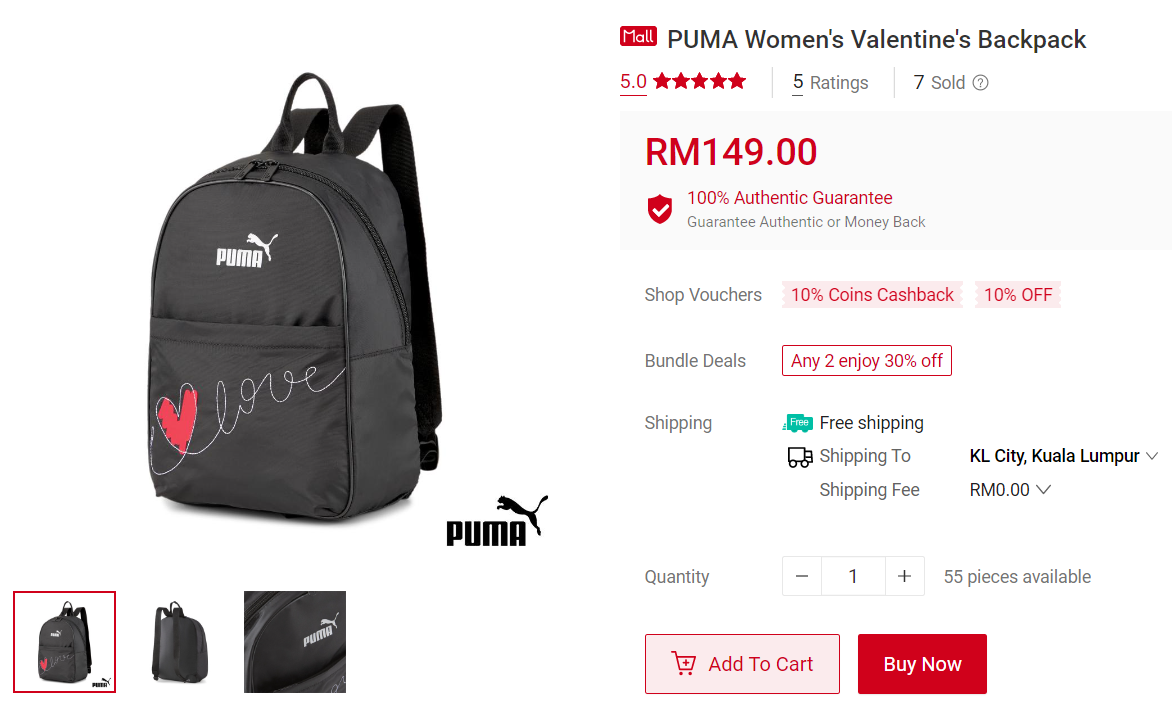 Mall PUMA Women's Valentine's Backpack
5.0 5 Ratings 7 Sold ?
RM149.00
100% Authentic Guarantee
Guarantee Authentic or Money Back
Shop Vouchers 10% Coins Cashback 10% OFF
Bundle Deals Any 2 enjoy 30% off
Shipping Free Free shipping
Shipping To KL City, Kuala Lumpur
Shipping Fee RM0.00
Quantity − 1 + 55 pieces available
Add To Cart Buy Now
PUMA
love
PUMA
PUMA
love
PUMA
PUMA